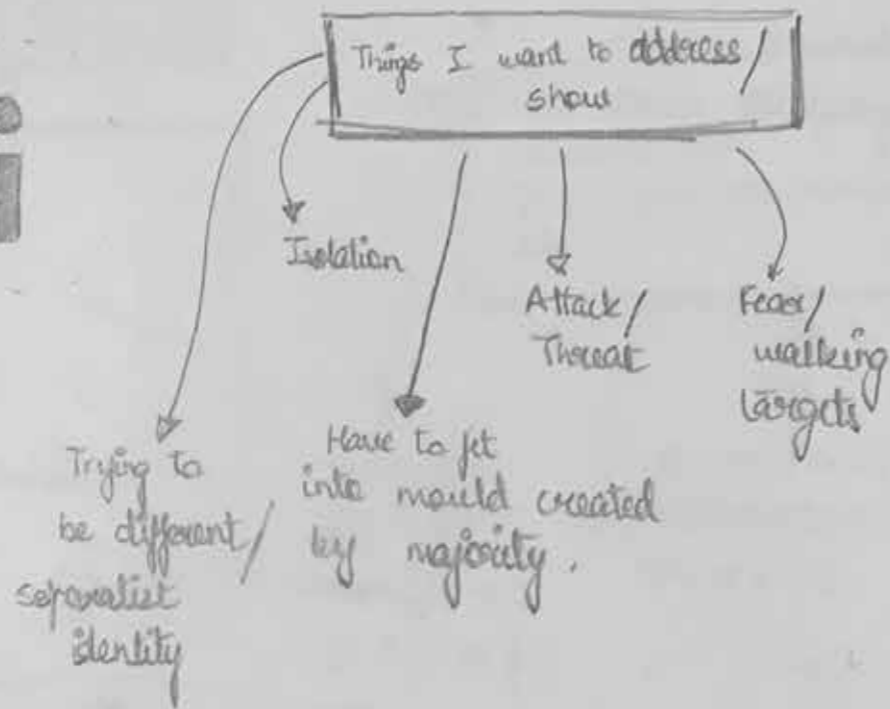 Things I want to address /
show
Isolation
Attack /
Threat
Fear /
walking
targets
Have to fit
into mould created
by majority.
Trying to
be different /
separatist
identity